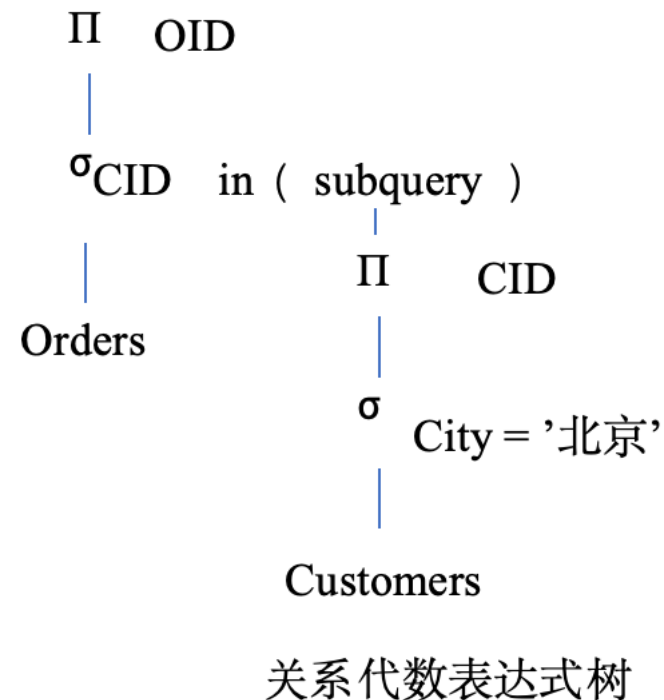 Π OID
σCID in ( subquery )
Π CID
Orders
σ City = ’北京’
Customers
关系代数表达式树